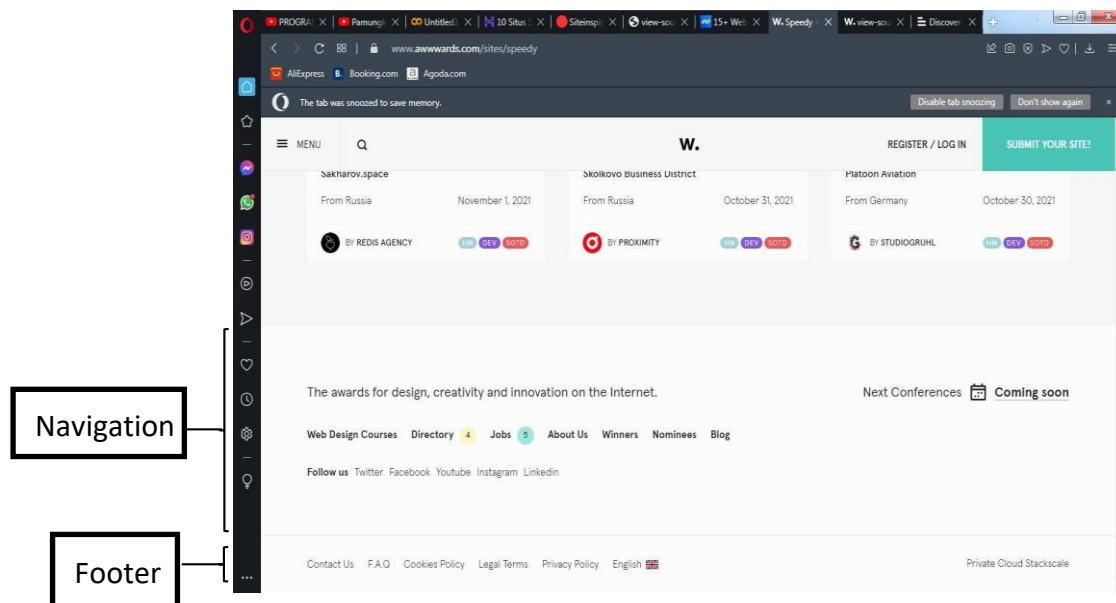 PROGRA Pamungk Untitled 10 Situs Siteinspir view-sou 15+ Web W. Speedy - W. view-sou Discover
www.awwwards.com/sites/speedy
AliExpress B. Booking.com a Agoda.com
The tab was snoozed to save memory. Disable tab snoozing Don't show again
MENU W. REGISTER / LOG IN SUBMIT YOUR SITE!
Sakharov.space Skolkovo Business District Platoon Aviation
From Russia November 1, 2021 From Russia October 31, 2021 From Germany October 30, 2021
BY REDIS AGENCY HN DEV SOTD BY PROXIMITY HN DEV SOTD BY STUDIOGRUHL HN DEV SOTD
The awards for design, creativity and innovation on the Internet. Next Conferences Coming soon
Navigation
Web Design Courses Directory 4 Jobs 5 About Us Winners Nominees Blog
Follow us Twitter Facebook Youtube Instagram Linkedin
Footer
Contact Us F.A.Q Cookies Policy Legal Terms Privacy Policy English Private Cloud Stackscale